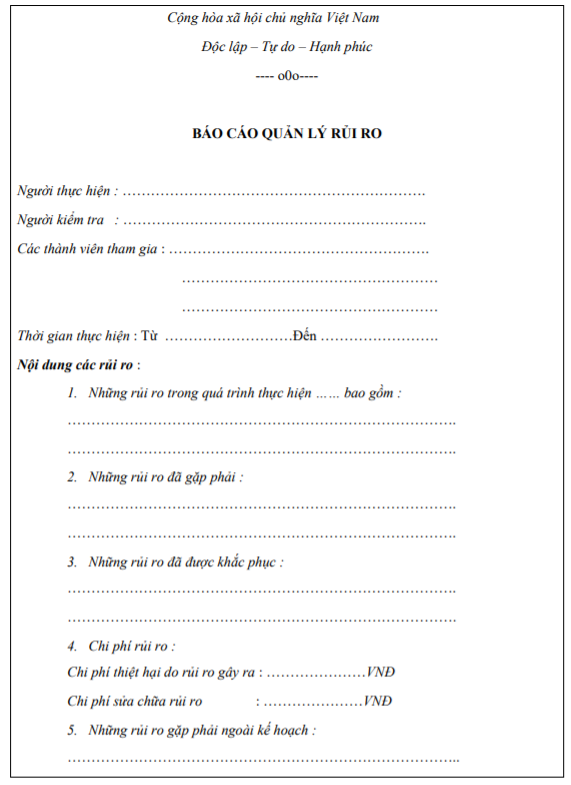 Cộng hòa xã hội chủ nghĩa Việt Nam
Độc lập – Tự do – Hạnh phúc
---- o0o----
BÁO CÁO QUẢN LÝ RỦI RO
Người thực hiện : ……………………………………………………….
Người kiểm tra : ……………………………………………………….
Các thành viên tham gia : ……………………………………………….
………………………………………………
………………………………………………
Thời gian thực hiện : Từ ………………………Đến …………………….
Nội dung các rủi ro :
1. Những rủi ro trong quá trình thực hiện …… bao gồm :
……………………………………………………………………….
……………………………………………………………………….
2. Những rủi ro đã gặp phải :
……………………………………………………………………….
……………………………………………………………………….
3. Những rủi ro đã được khắc phục :
……………………………………………………………………….
……………………………………………………………………….
4. Chi phí rủi ro :
Chi phí thiệt hại do rủi ro gây ra : …………………VNĐ
Chi phí sửa chữa rủi ro : …………………VNĐ
5. Những rủi ro gặp phải ngoài kế hoạch :
………………………………………………………………………..